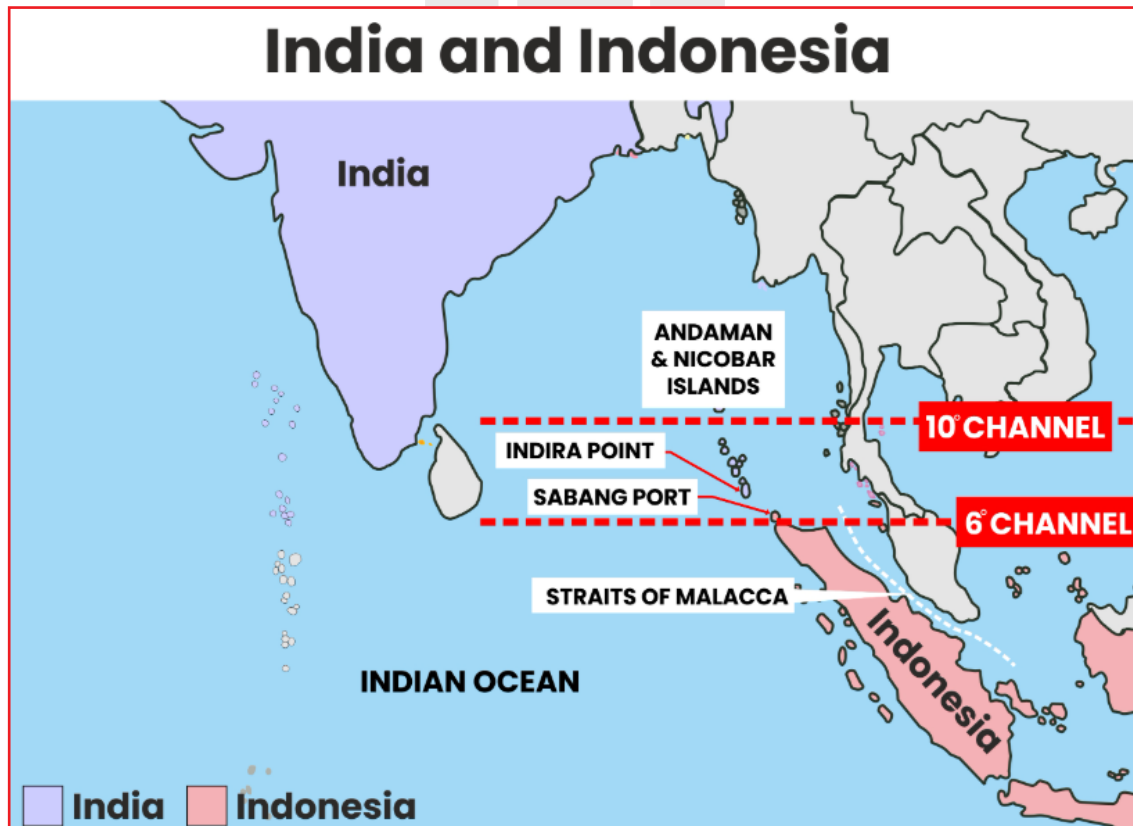 India and Indonesia
India
ANDAMAN
& NICOBAR
ISLANDS
10° CHANNEL
INDIRA POINT
SABANG PORT
6° CHANNEL
STRAITS OF MALACCA
Indonesia
INDIAN OCEAN
India
Indonesia